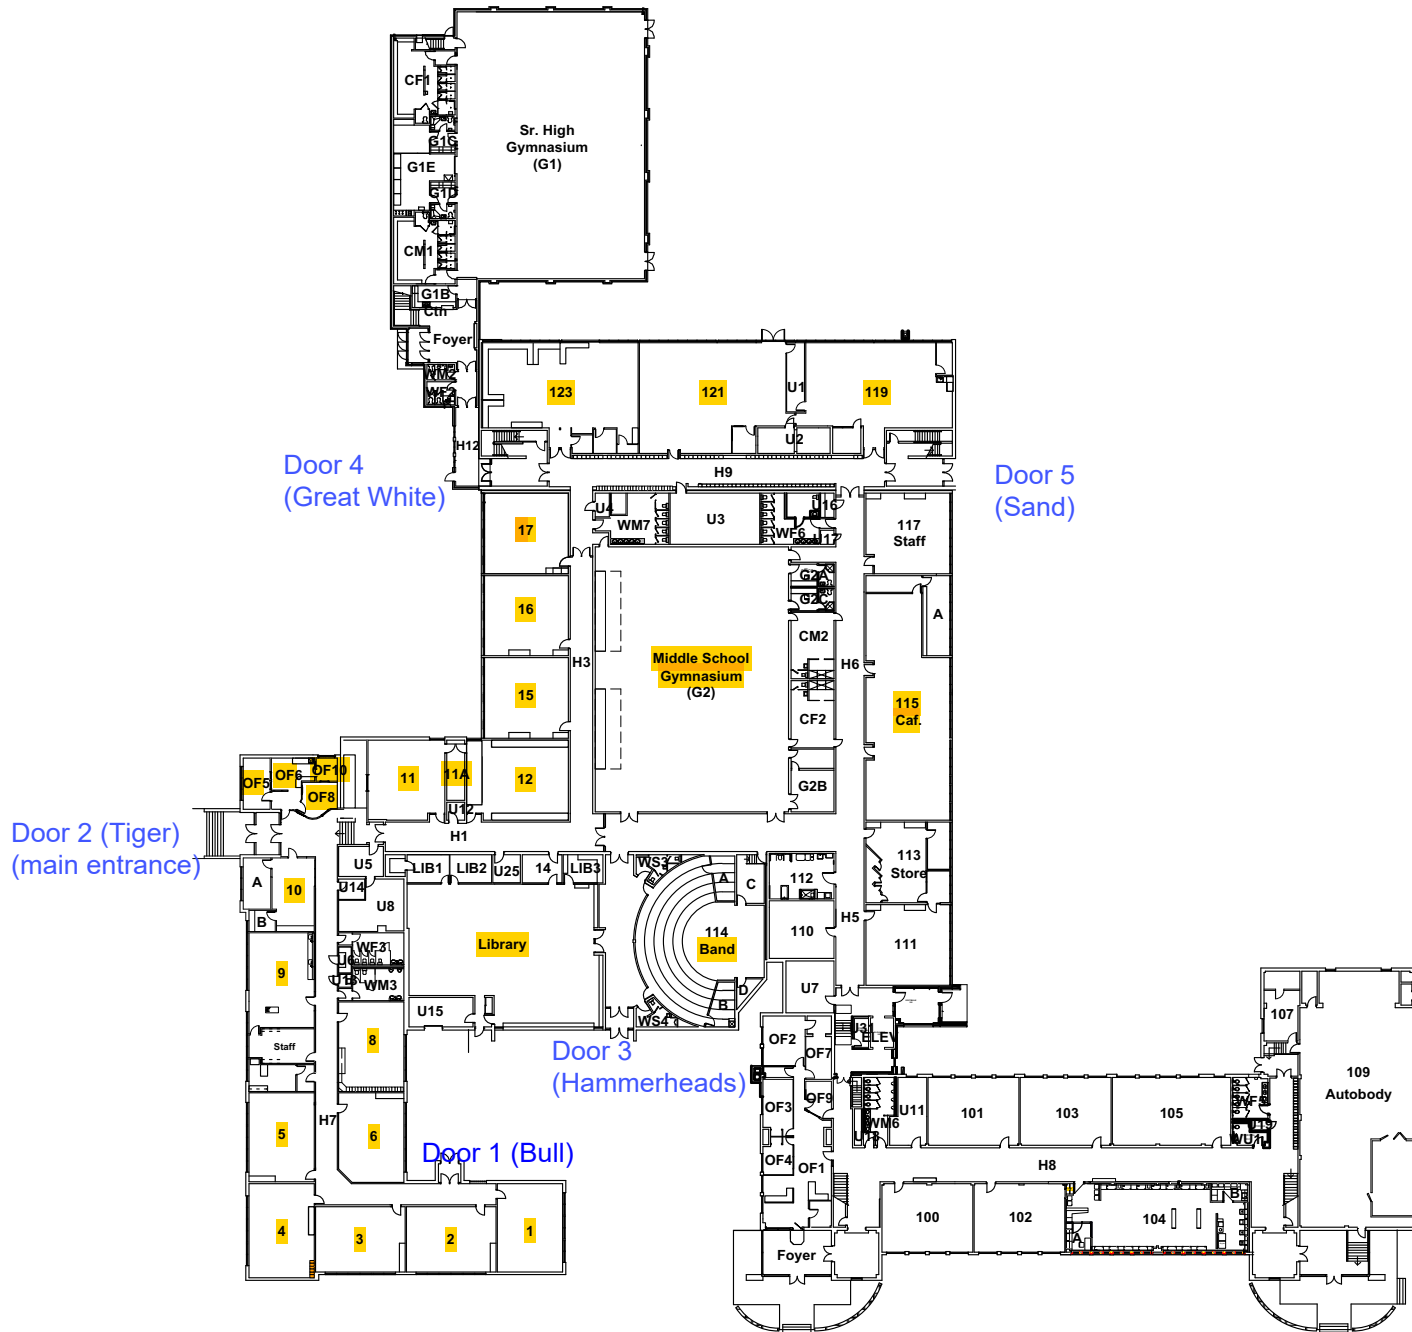 CF1
G1C
G1E
G1D
CM1
G1B
Ctn
Foyer
WM2
WF2
H12
Sr. High
Gymnasium
(G1)
123
121
U1
119
U2
H9
Door 4
(Great White)
Door 5
(Sand)
U4
WM7
U3
WF6
U16
U17
117
Staff
17
16
15
H3
Middle School
Gymnasium
(G2)
G2A
G2C
CM2
CF2
G2B
H6
A
115
Caf.
OF5
OF6
OF10
OF8
11
11A
12
U12
H1
Door 2 (Tiger)
(main entrance)
A
10
B
U5
U14
U8
LIB1
LIB2
U25
14
LIB3
WS3
A
C
112
113
Store
9
WF3
U6
WM3
Library
114
Band
110
H5
111
D
B
U7
U15
WS4
Staff
8
Door 3
(Hammerheads)
OF2
OF7
U31
ELEV
107
109
Autobody
5
H7
6
OF3
OF9
OF4
OF1
WM6
U11
101
103
105
U19
Door 1 (Bull)
H8
4
3
2
1
100
102
104
A
B
Foyer